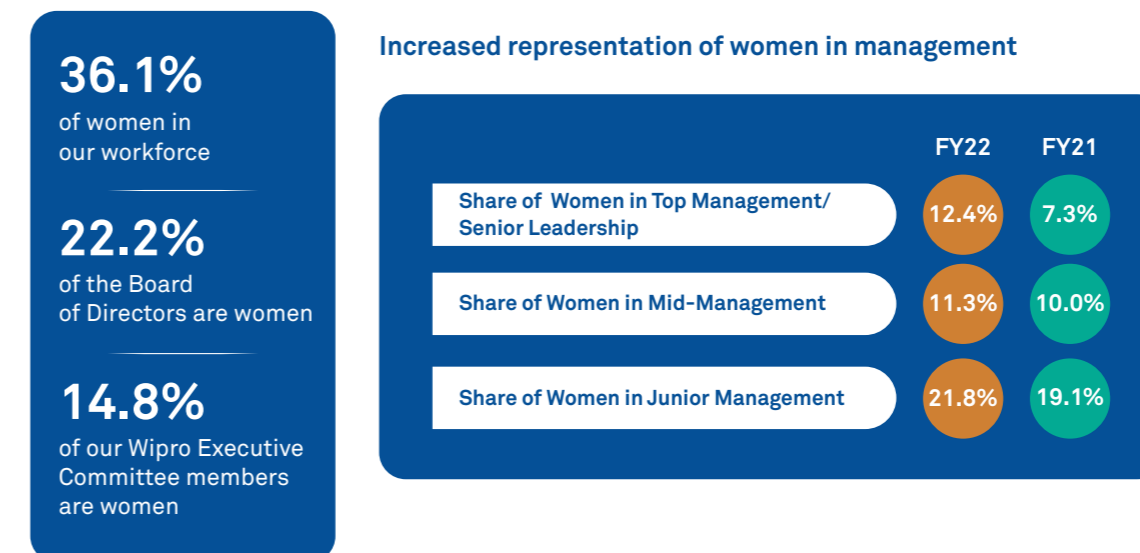 36.1%
of women in
our workforce
22.2%
of the Board
of Directors are women
14.8%
of our Wipro Executive
Committee members
are women
Increased representation of women in management
FY22 FY21
Share of Women in Top Management/
Senior Leadership
12.4% 7.3%
Share of Women in Mid-Management 11.3% 10.0%
Share of Women in Junior Management 21.8% 19.1%